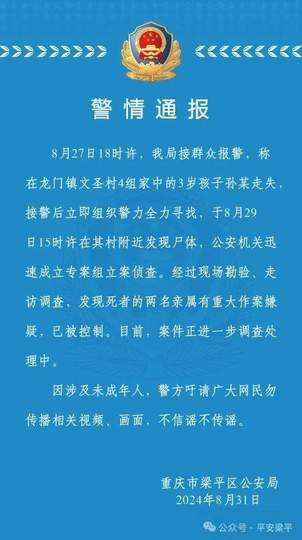 警情通报
8月27日18时许，我局接群众报警，称
在龙门镇文圣村4组家中的3岁孩子孙某走失，
接警后立即组织警力全力寻找，于8月29
日15时许在其村附近发现尸体，公安机关迅
速成立专案组立案侦查。经过现场勘验、走
访调查，发现死者的两名亲属有重大作案嫌
疑，已被控制。目前，案件正进一步调查处
理中。
因涉及未成年人，警方吁请广大网民勿
传播相关视频、画面，不信谣不传谣。
重庆市梁平区公安局
2024年8月31日
公众号·平安梁平